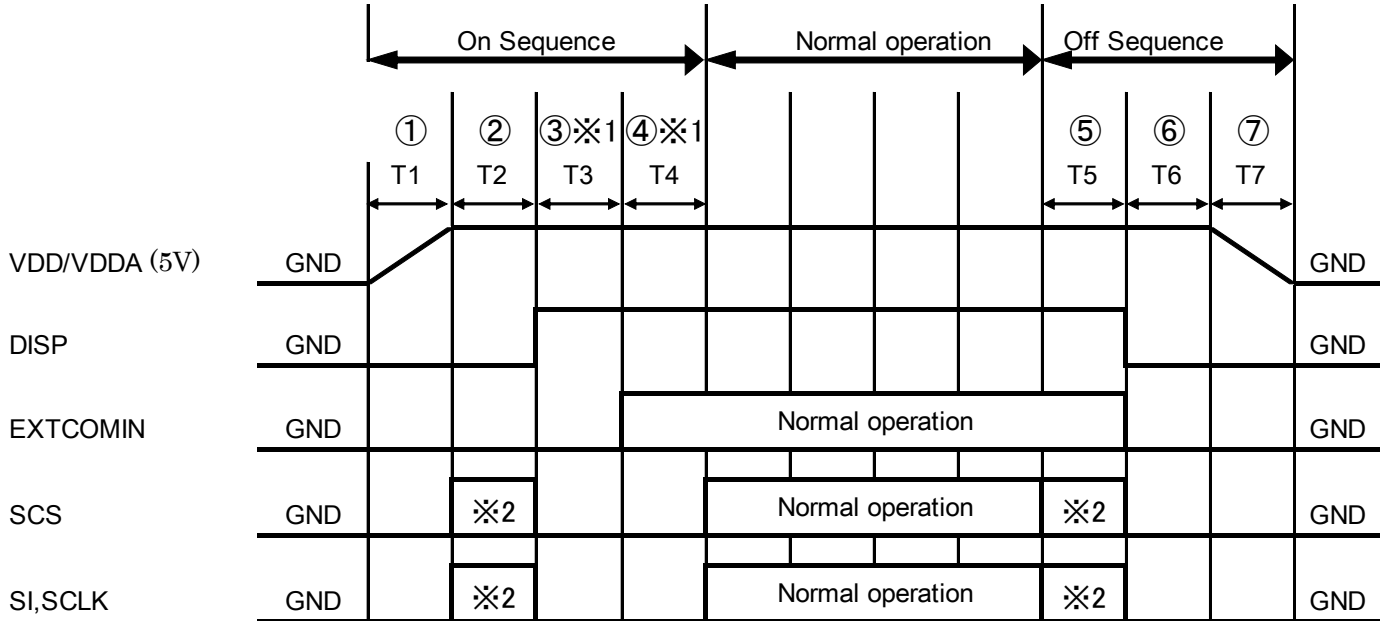 On Sequence Normal operation Off Sequence
① ② ③※1 ④※1 ⑤ ⑥ ⑦
T1 T2 T3 T4 T5 T6 T7
VDD/VDDA (5V) GND GND
DISP GND GND
EXTCOMIN GND Normal operation GND
SCS GND ※2 Normal operation ※2 GND
SI,SCLK GND ※2 Normal operation ※2 GND